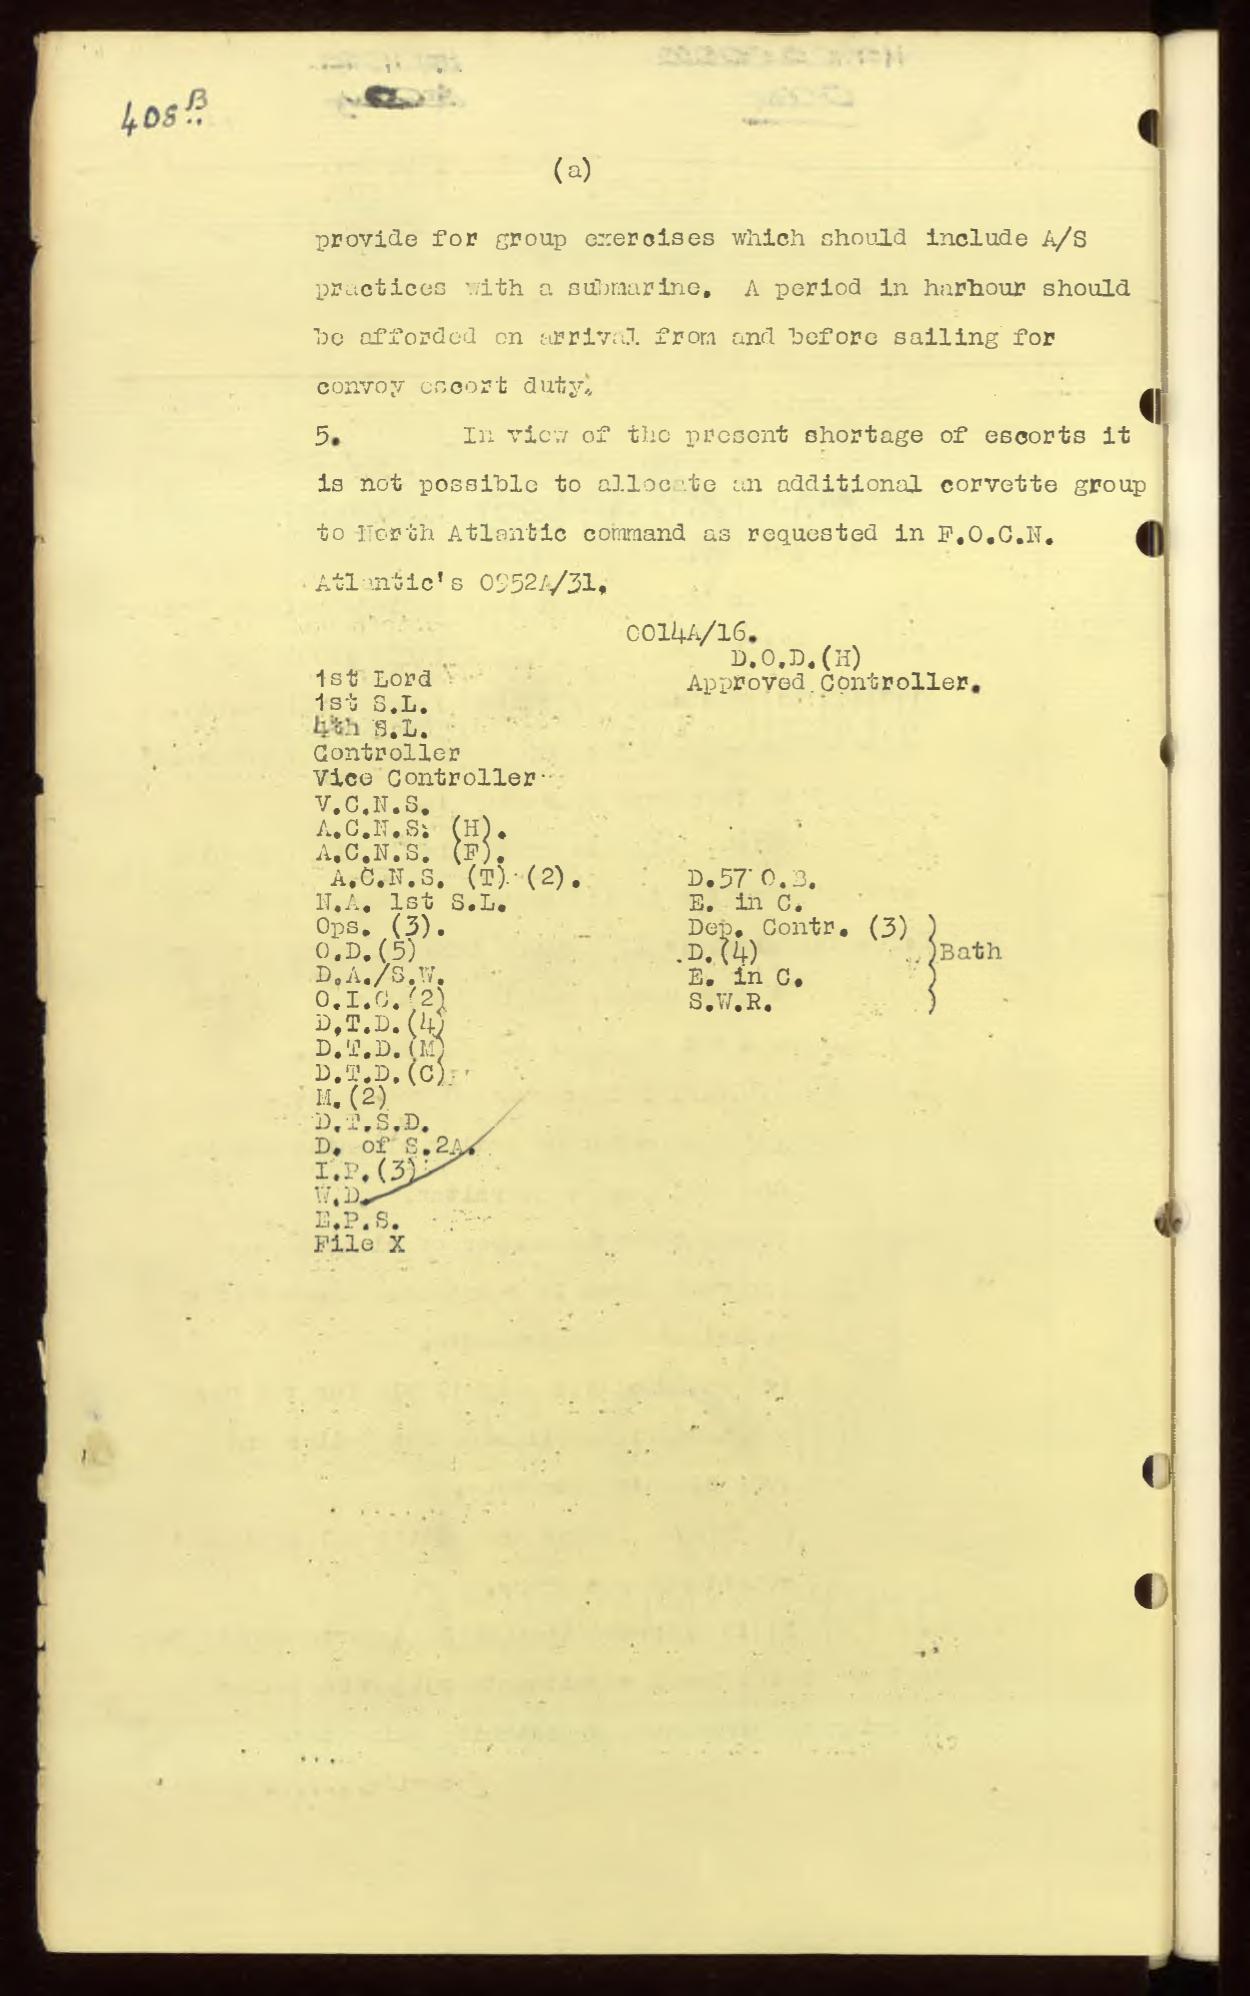 408 B
(a)
provide for group exercises which should include A/S
practices with a submarine. A period in harhour should
be afforded on arrival from and before sailing for
convoy escort duty.
5. In view of the present shortage of escorts it
is not possible to allocate an additional corvette group
to North Atlantic command as requested in F.O.C.N.
Atlantic's 0952A/31.
0014A/16.
D.O.D.(H)
Approved Controller.
1st Lord
1st S.L.
4th S.L.
Controller
Vice Controller
V.C.N.S.
A.C.N.S. (H).
A.C.N.S. (F).
A.C.N.S. (T) (2).
N.A. 1st S.L.
Ops. (3).
O.D.(5)
D.A./S.W.
O.I.C.(2)
D.T.D.(4)
D.T.D.(M)
D.T.D.(C)
M.(2)
D.T.S.D.
D. of S.2A.
I.P.(3)
W.D.
E.P.S.
File X
D.57 O.B.
E. in C.
Dep. Contr. (3) )
D.(4) )Bath
E. in C. )
S.W.R. )